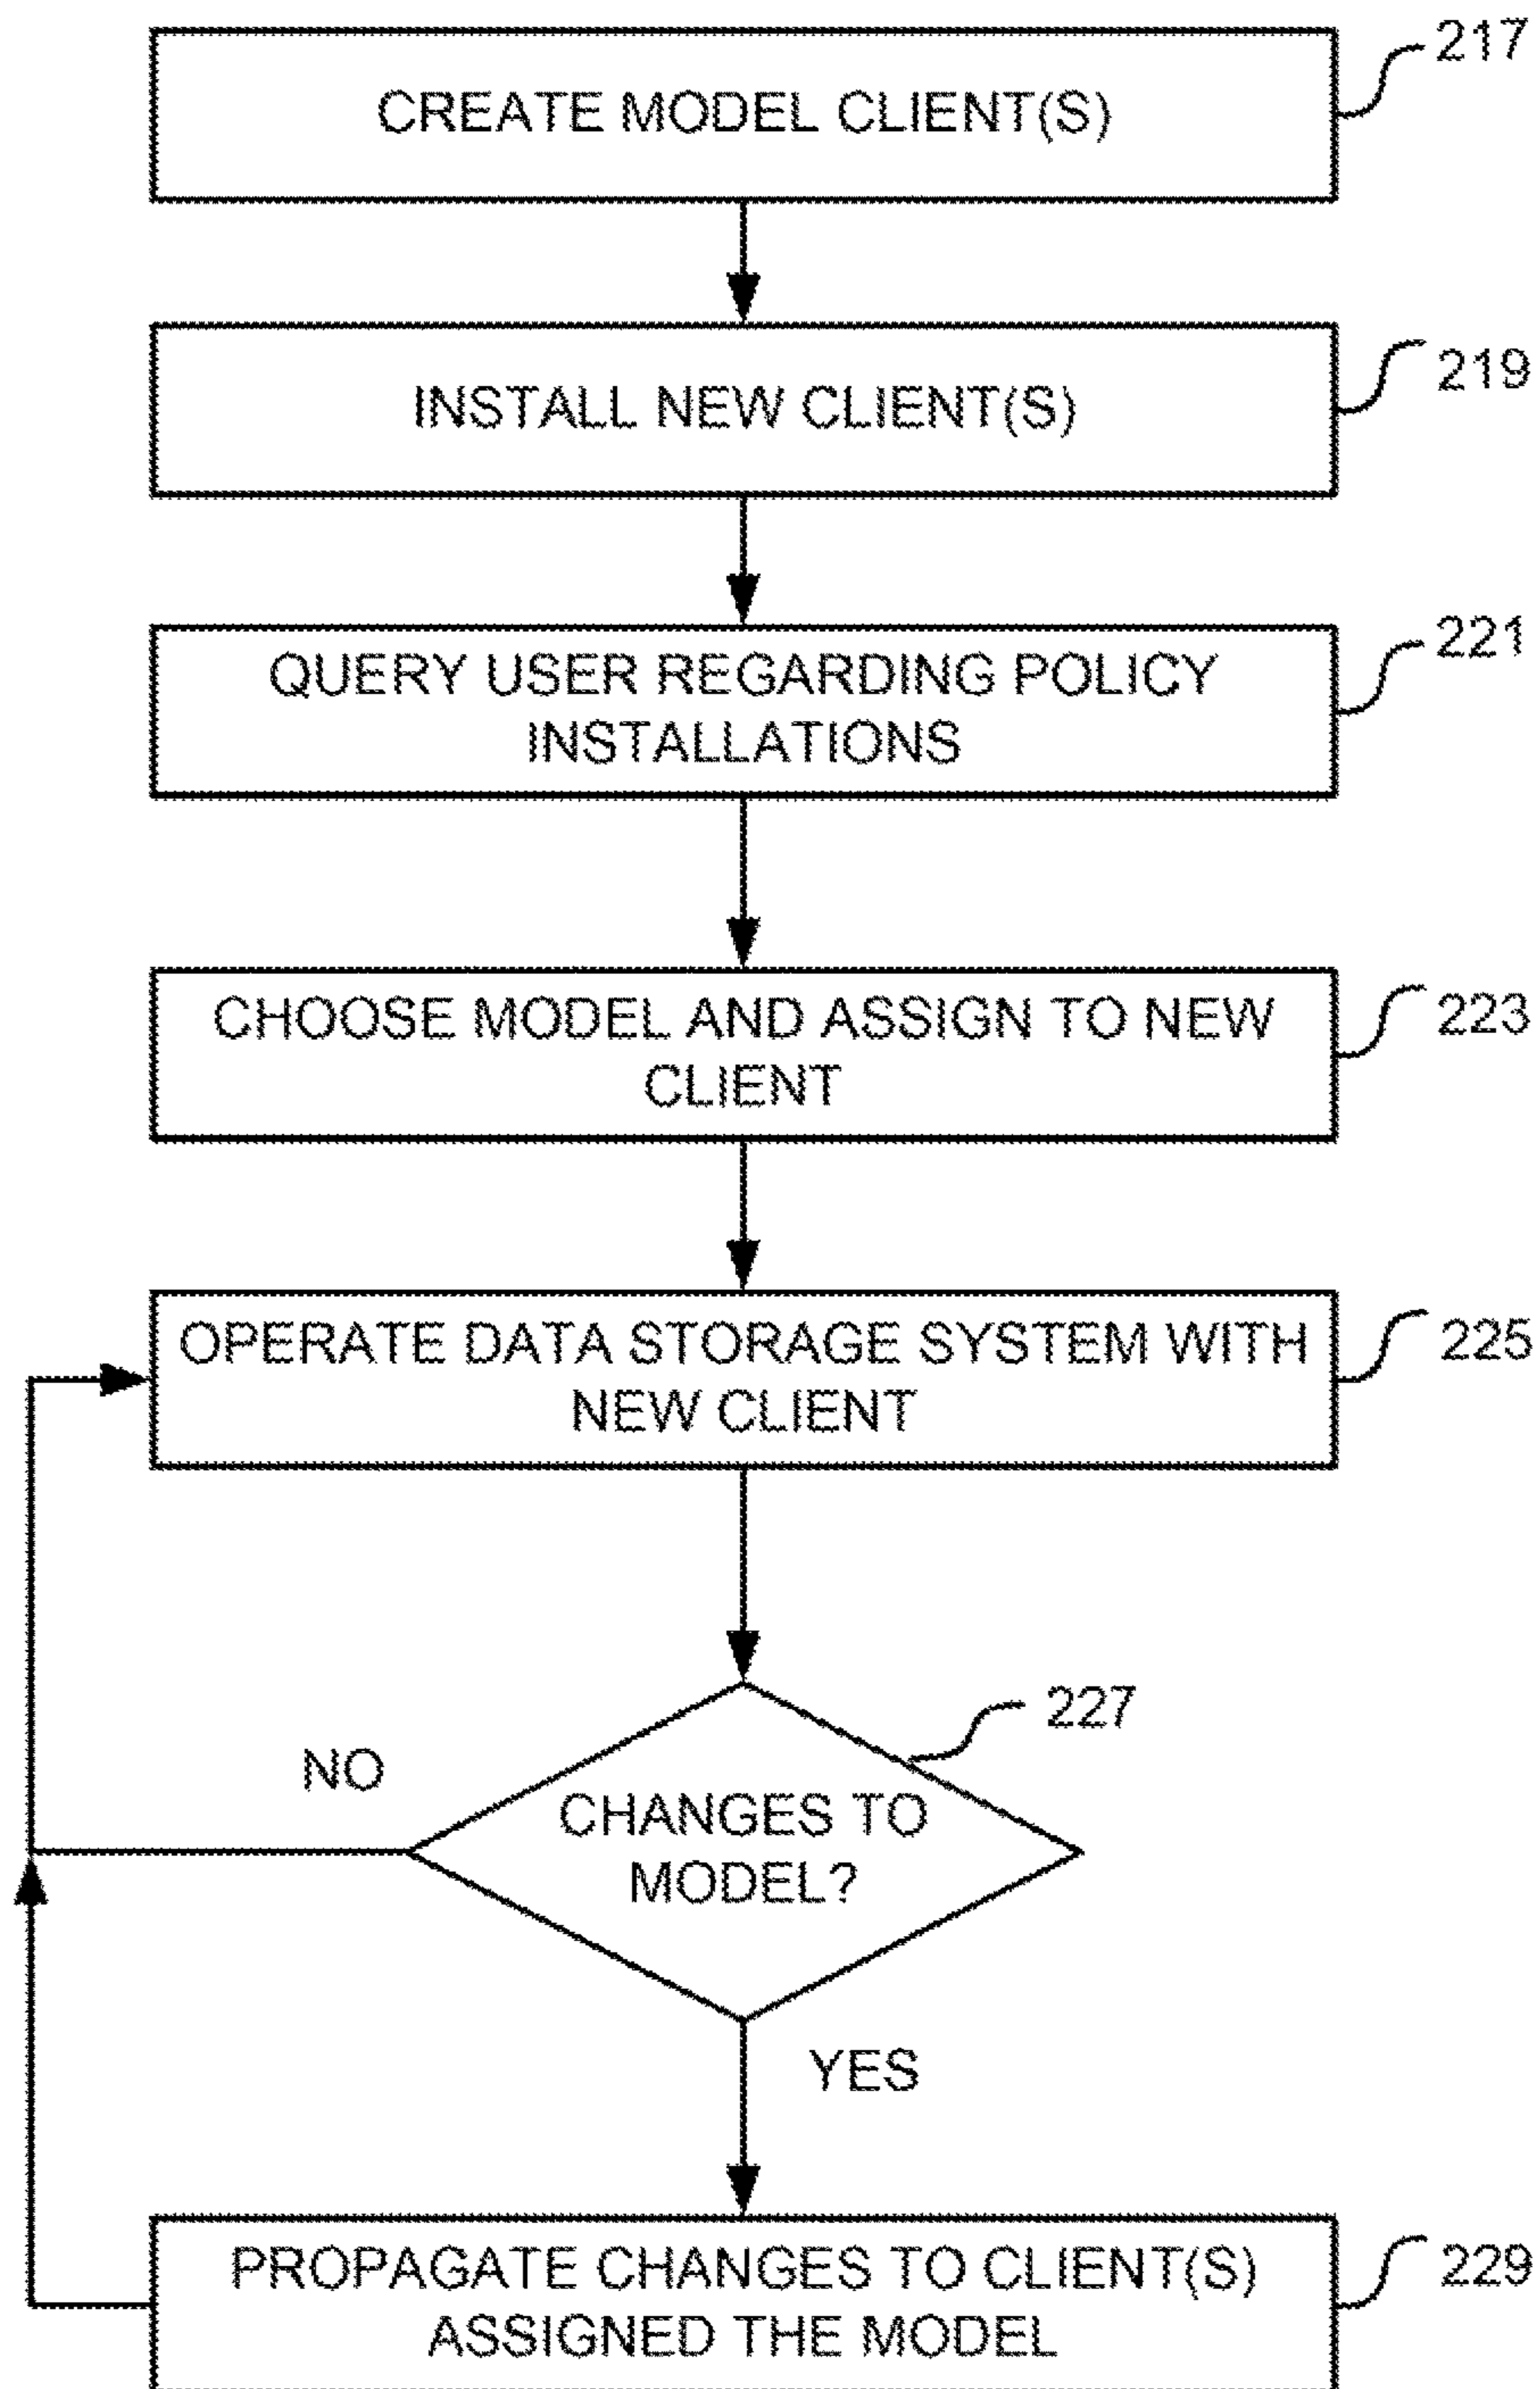 217
CREATE MODEL CLIENT(S)
219
INSTALL NEW CLIENT(S)
221
QUERY USER REGARDING POLICY
INSTALLATIONS
223
CHOOSE MODEL AND ASSIGN TO NEW
CLIENT
225
OPERATE DATA STORAGE SYSTEM WITH
NEW CLIENT
227
NO
CHANGES TO
MODEL?
YES
229
PROPAGATE CHANGES TO CLIENT(S)
ASSIGNED THE MODEL